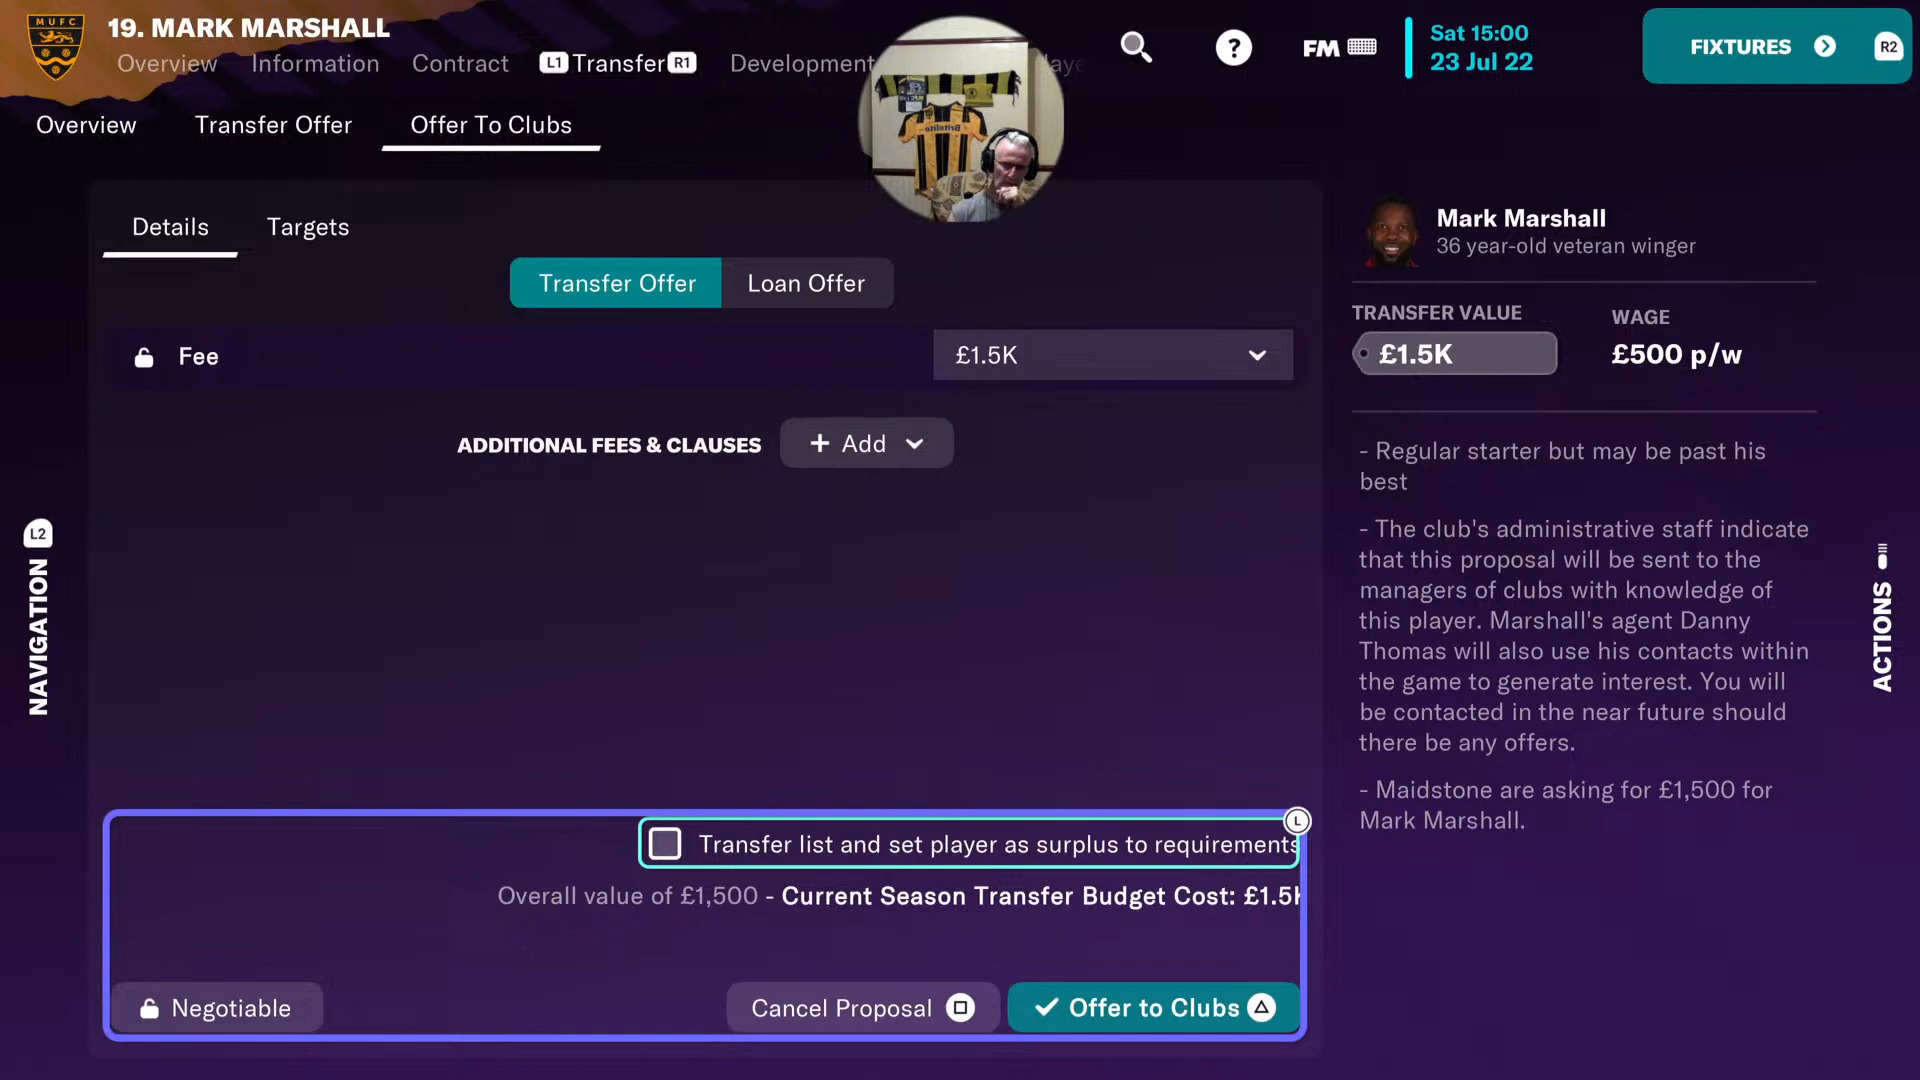 MUFC
19. MARK MARSHALL
Overview
Information
Contract
L1 Transfer R1
Development
FM
Sat 15:00
23 Jul 22
FIXTURES
R2
Overview
Transfer Offer
Offer To Clubs
Details
Targets
Transfer Offer
Loan Offer
Fee
£1.5K
ADDITIONAL FEES & CLAUSES
+ Add
Mark Marshall
36 year-old veteran winger
TRANSFER VALUE
£1.5K
WAGE
£500 p/w
- Regular starter but may be past his
best
- The club's administrative staff indicate
that this proposal will be sent to the
managers of clubs with knowledge of
this player. Marshall's agent Danny
Thomas will also use his contacts within
the game to generate interest. You will
be contacted in the near future should
there be any offers.
- Maidstone are asking for £1,500 for
Mark Marshall.
L2
NAVIGATION
ACTIONS
L
Transfer list and set player as surplus to requirements
Overall value of £1,500 - Current Season Transfer Budget Cost: £1.5K
Negotiable
Cancel Proposal
Offer to Clubs